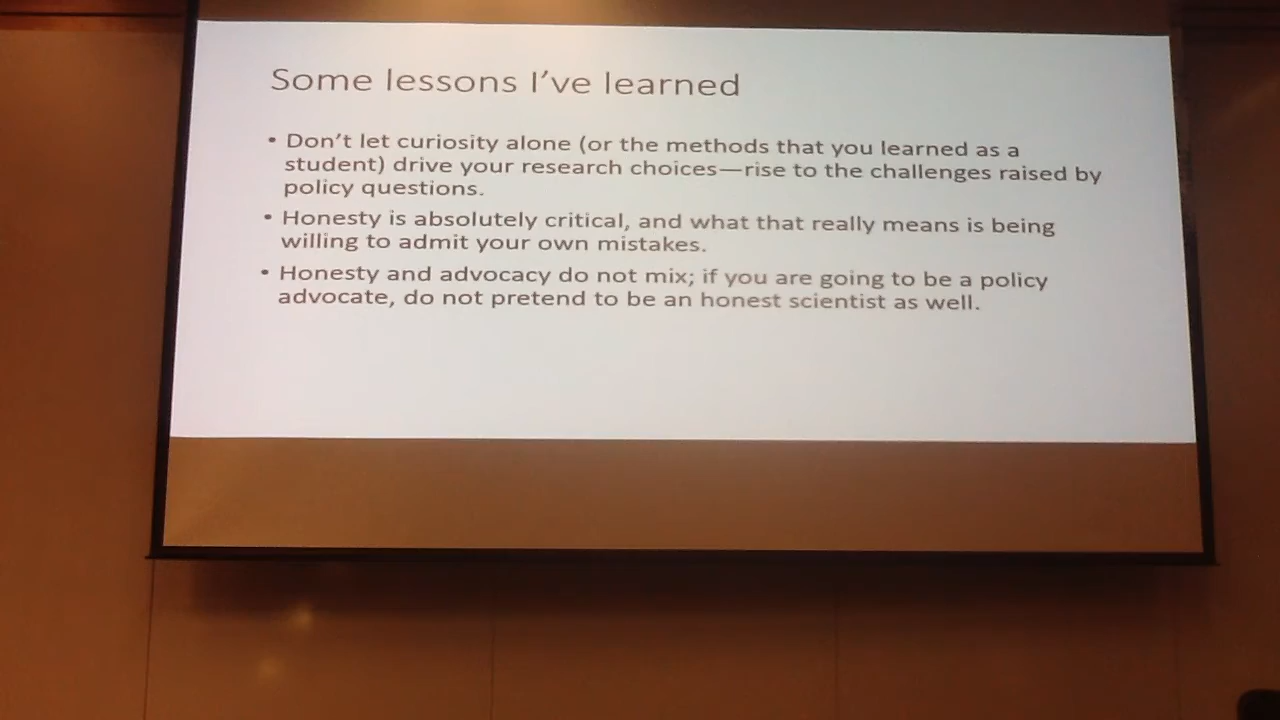 Some lessons I've learned
• Don't let curiosity alone (or the methods that you learned as a
student) drive your research choices—rise to the challenges raised by
policy questions.
• Honesty is absolutely critical, and what that really means is being
willing to admit your own mistakes.
• Honesty and advocacy do not mix; if you are going to be a policy
advocate, do not pretend to be an honest scientist as well.